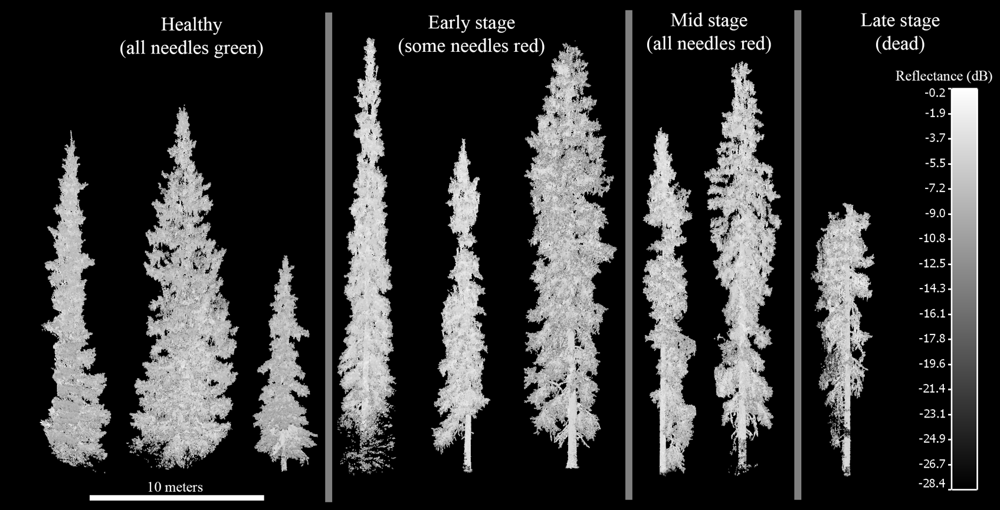 Healthy
(all needles green)
Early stage
(some needles red)
Mid stage
(all needles red)
Late stage
(dead)
Reflectance (dB)
-0.2
-1.9
-3.7
-5.5
-7.2
-9.0
-10.8
-12.5
-14.3
-16.1
-17.8
-19.6
-21.4
-23.1
-24.9
-26.7
-28.4
10 meters